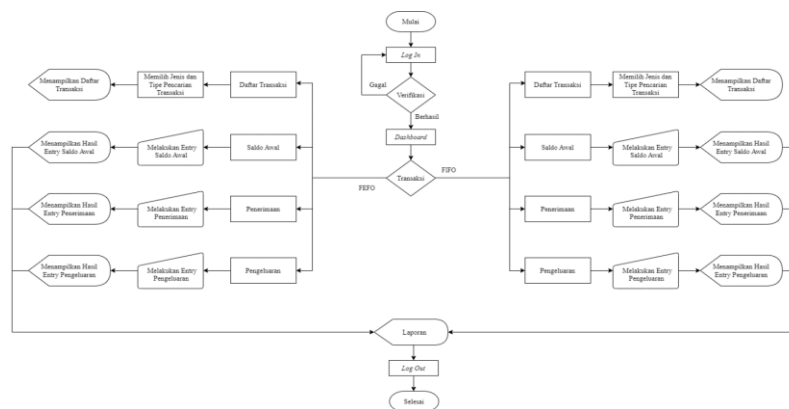 Mulai
Log In
Gagal
Verifikasi
Berhasil
Dashboard
Transaksi
FEFO
FIFO
Daftar Transaksi
Memilih Jenis dan
Tipe Pencarian
Transaksi
Menampilkan Daftar
Transaksi
Saldo Awal
Melakukan Entry
Saldo Awal
Menampilkan Hasil
Entry Saldo Awal
Penerimaan
Melakukan Entry
Penerimaan
Menampilkan Hasil
Entry Penerimaan
Pengeluaran
Melakukan Entry
Pengeluaran
Menampilkan Hasil
Entry Pengeluaran
Daftar Transaksi
Memilih Jenis dan
Tipe Pencarian
Transaksi
Menampilkan Daftar
Transaksi
Saldo Awal
Melakukan Entry
Saldo Awal
Menampilkan Hasil
Entry Saldo Awal
Penerimaan
Melakukan Entry
Penerimaan
Menampilkan Hasil
Entry Penerimaan
Pengeluaran
Melakukan Entry
Pengeluaran
Menampilkan Hasil
Entry Pengeluaran
Laporan
Log Out
Selesai